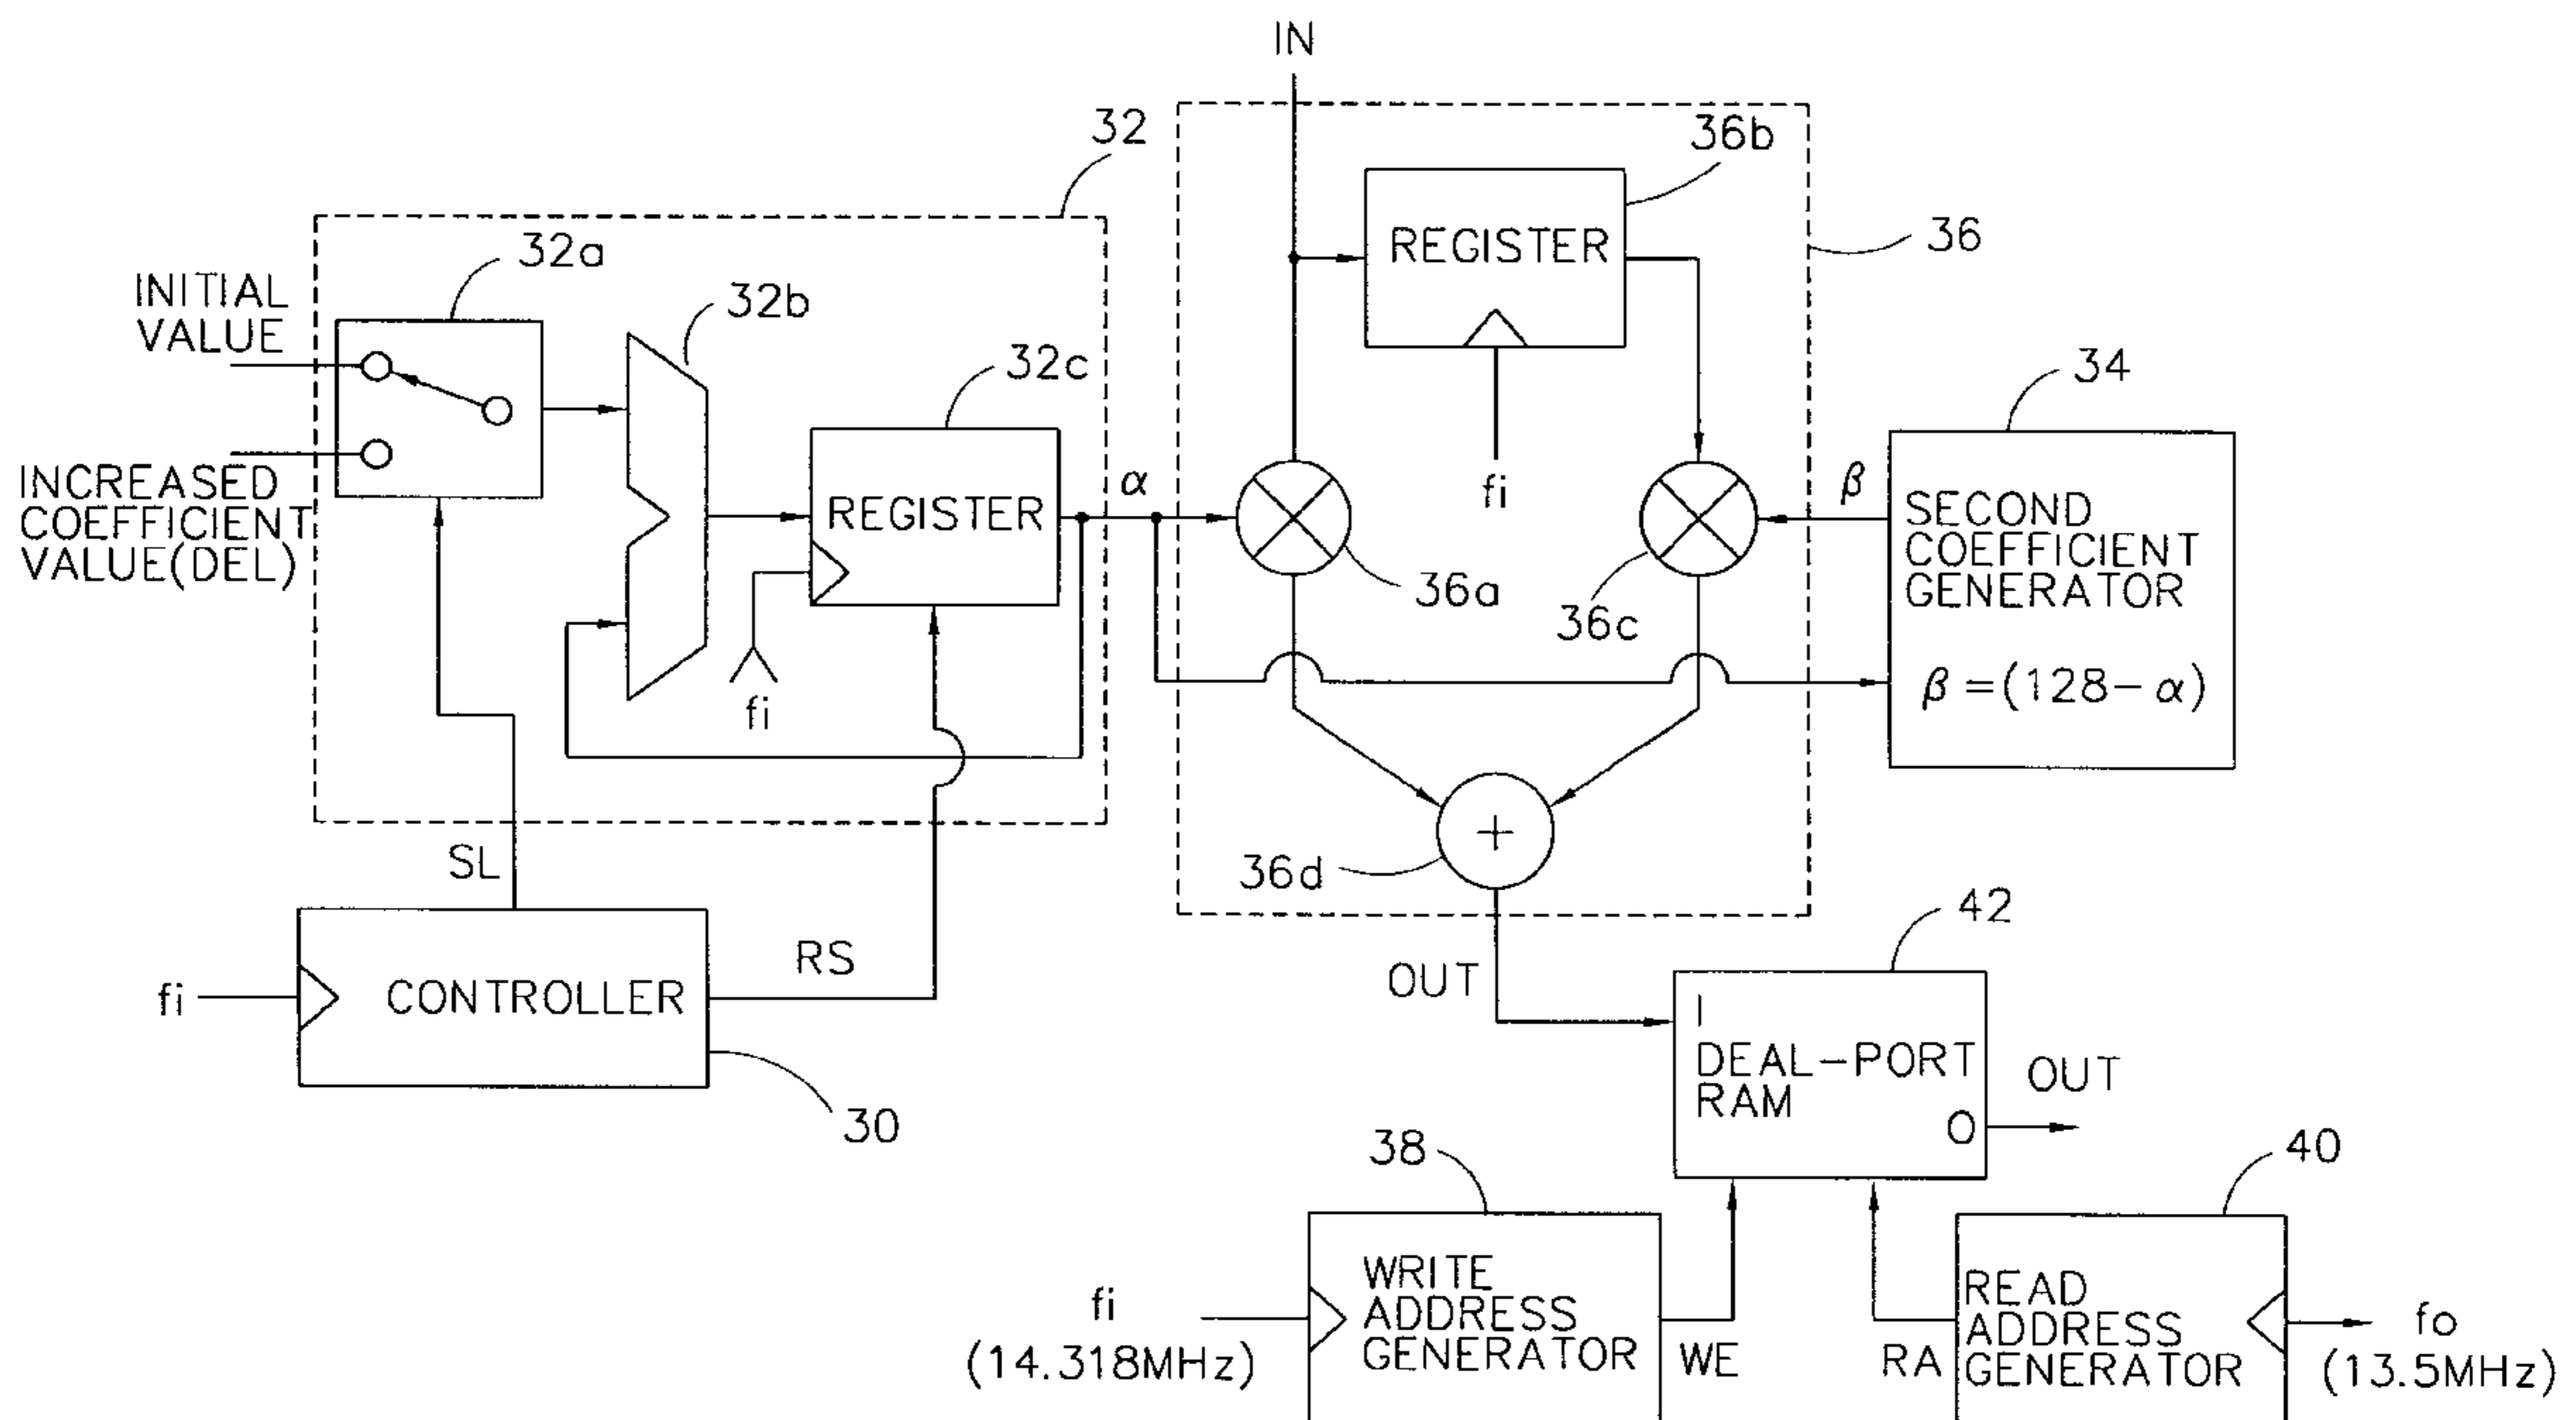 IN
32
36b
REGISTER
36
32a
INITIAL
VALUE
32b
32c
34
INCREASED
COEFFICIENT
VALUE(DEL)
REGISTER
α
fi
β
SECOND
COEFFICIENT
GENERATOR
β=(128-α)
36a
36c
fi
36d
SL
RS
fi
CONTROLLER
30
OUT
42
I
DEAL-PORT
RAM
O
OUT
38
40
fi
(14.318MHz)
WRITE
ADDRESS
GENERATOR
WE
RA
READ
ADDRESS
GENERATOR
fo
(13.5MHz)